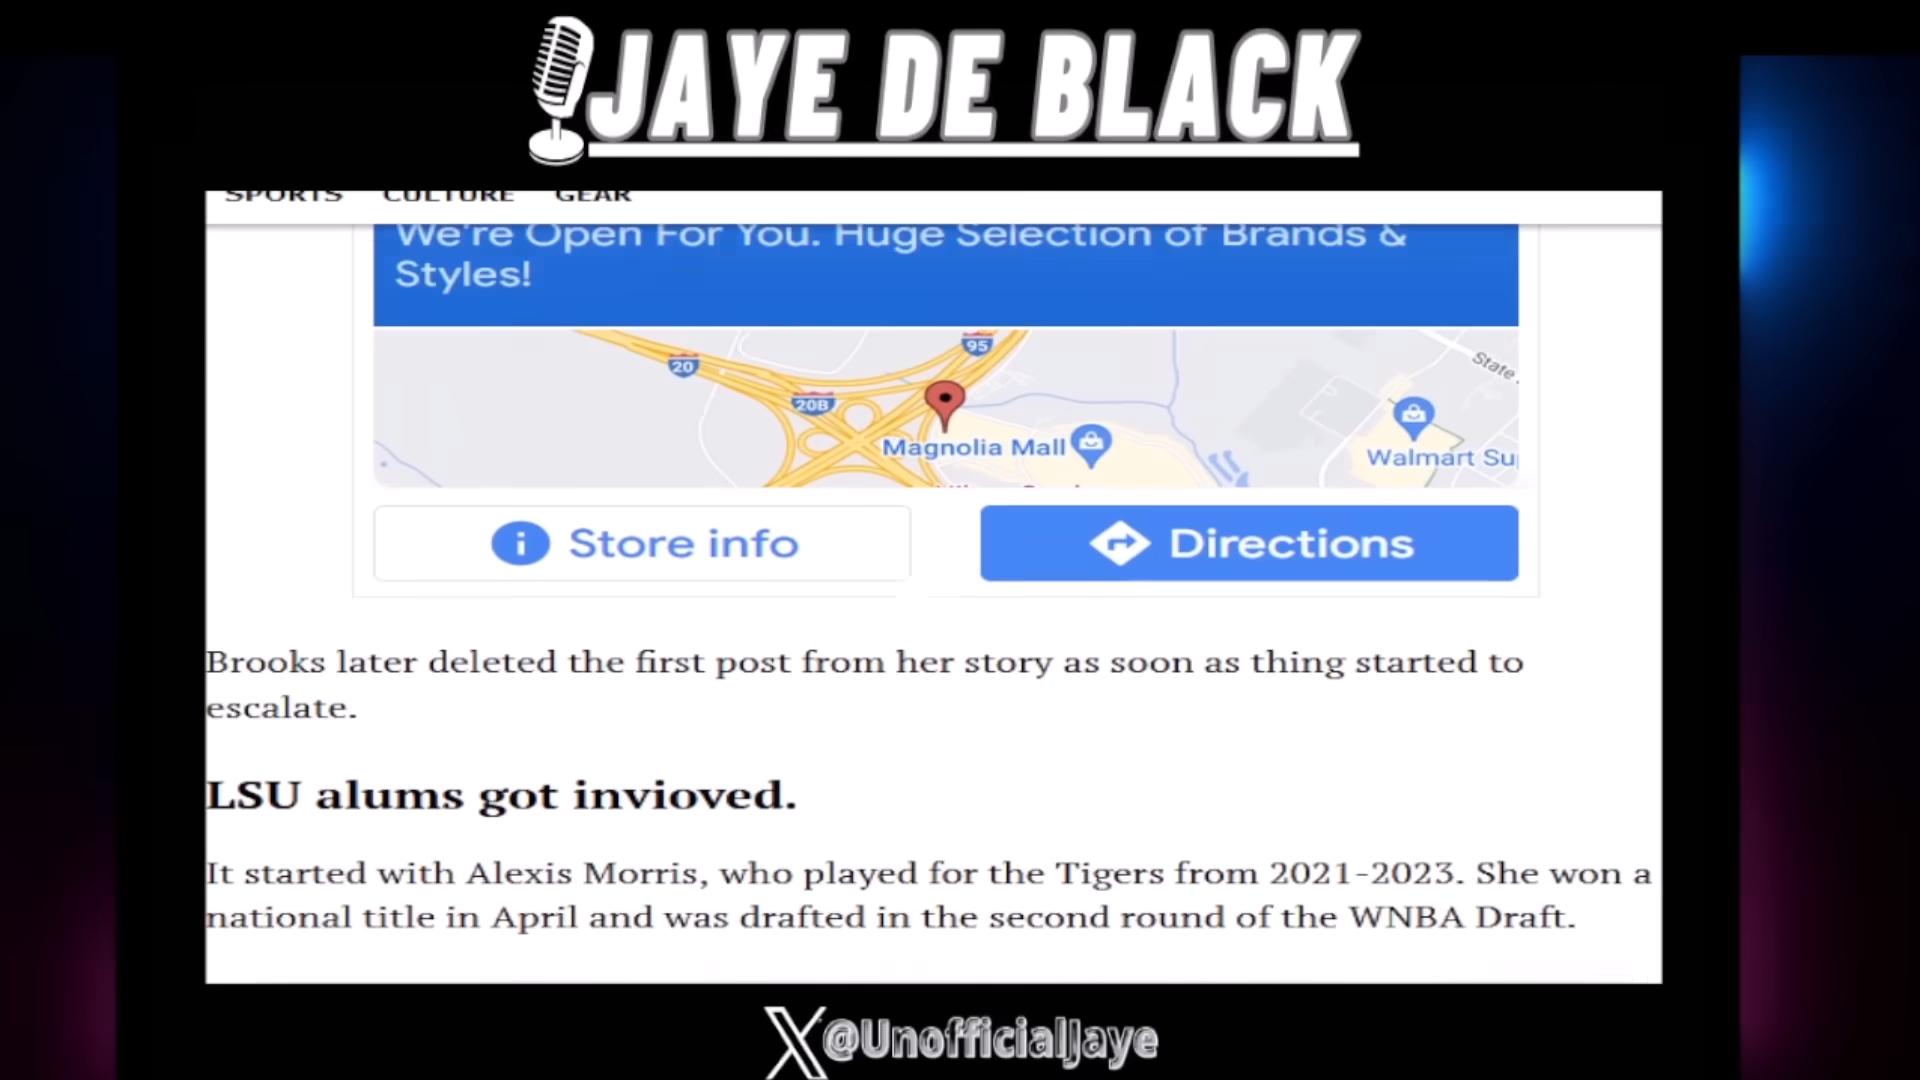 JAYE DE BLACK
SPORTS CULTURE GEAR
We're Open For You. Huge Selection of Brands &
Styles!
95
20
State
20B
Magnolia Mall
Walmart Su
Store info
Directions
Brooks later deleted the first post from her story as soon as thing started to
escalate.
LSU alums got invioved.
It started with Alexis Morris, who played for the Tigers from 2021-2023. She won a
national title in April and was drafted in the second round of the WNBA Draft.
X@UnofficialJaye